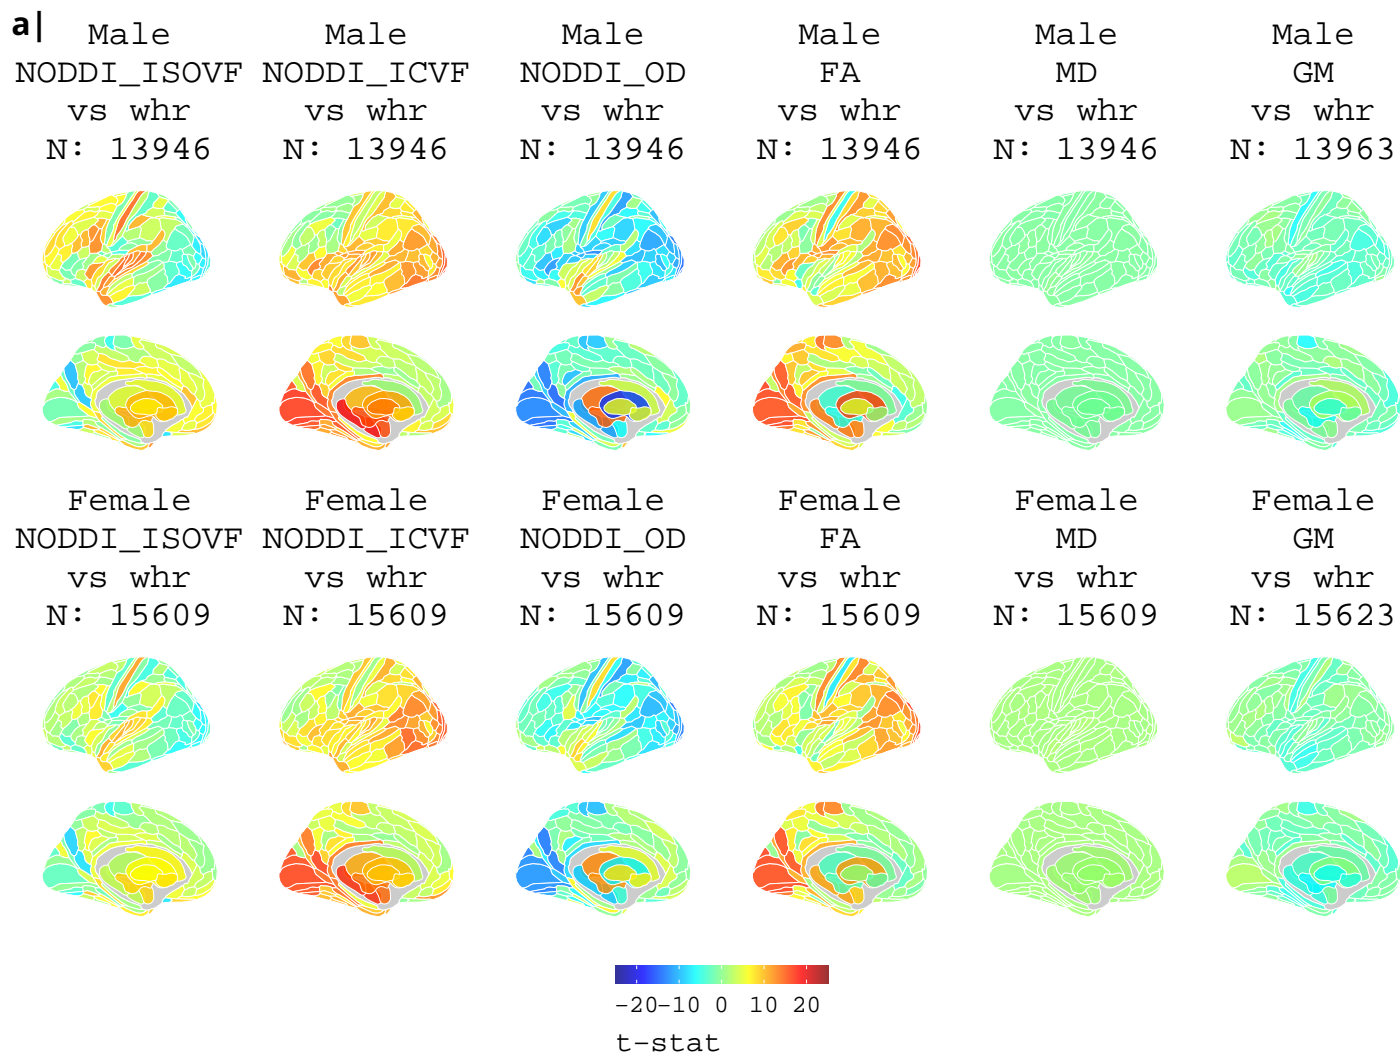 a|
Male Male Male Male Male Male
NODDI_ISOVF NODDI_ICVF NODDI_OD FA MD GM
vs whr vs whr vs whr vs whr vs whr vs whr
N: 13946 N: 13946 N: 13946 N: 13946 N: 13946 N: 13963
Female Female Female Female Female Female
NODDI_ISOVF NODDI_ICVF NODDI_OD FA MD GM
vs whr vs whr vs whr vs whr vs whr vs whr
N: 15609 N: 15609 N: 15609 N: 15609 N: 15609 N: 15623
−20 −10 0 10 20
t−stat